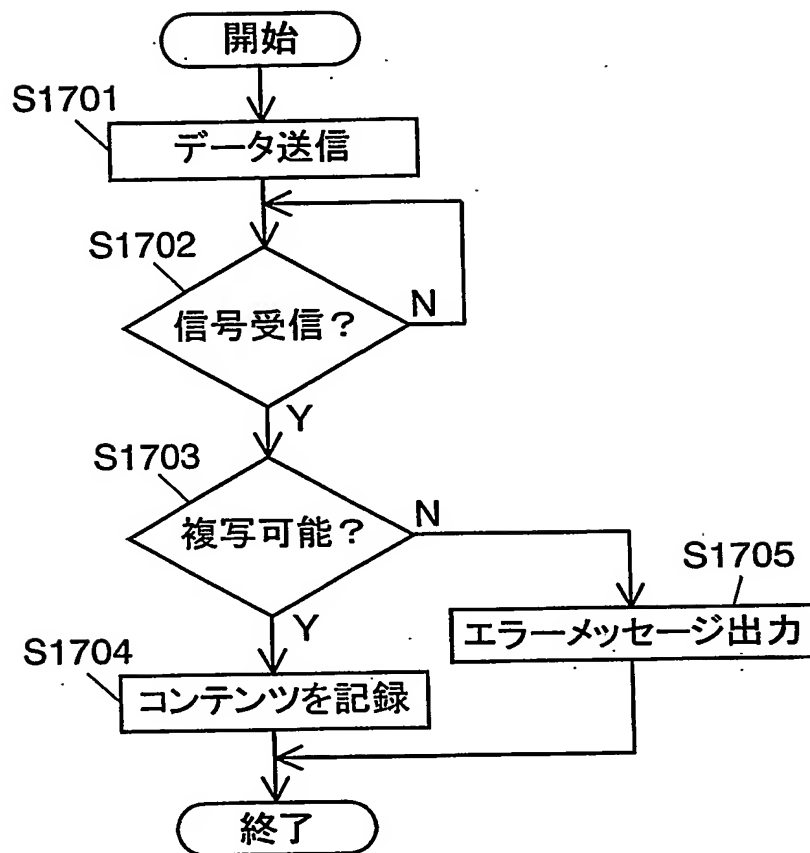 開始
S1701
データ送信
S1702
信号受信?
N
Y
S1703
複写可能?
N
S1705
エラーメッセージ出力
Y
S1704
コンテンツを記録
終了